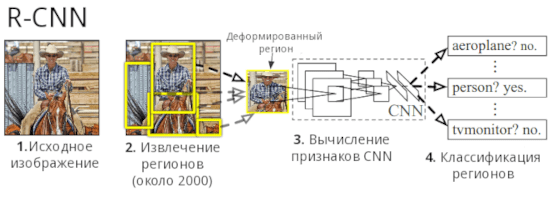 R-CNN
Деформированный
регион
aeroplane? no.
⋮
person? yes.
⋮
tvmonitor? no.
CNN
1.Исходное
изображение
2. Извлечение
регионов
(около 2000)
3. Вычисление
признаков CNN
4. Классификация
регионов